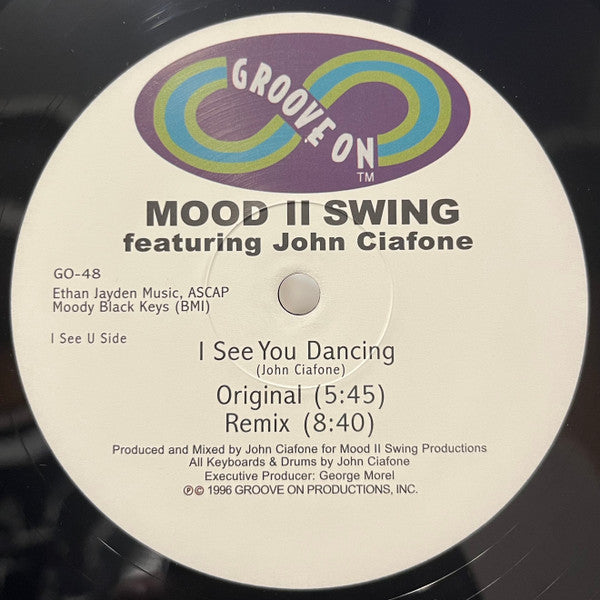 GROOVE ON
TM
MOOD II SWING
featuring John Ciafone
GO-48
Ethan Jayden Music, ASCAP
Moody Black Keys (BMI)
I See U Side
I See You Dancing
(John Ciafone)
Original (5:45)
Remix (8:40)
Produced and Mixed by John Ciafone for Mood II Swing Productions
All Keyboards & Drums by John Ciafone
Executive Producer: George Morel
℗© 1996 GROOVE ON PRODUCTIONS, INC.